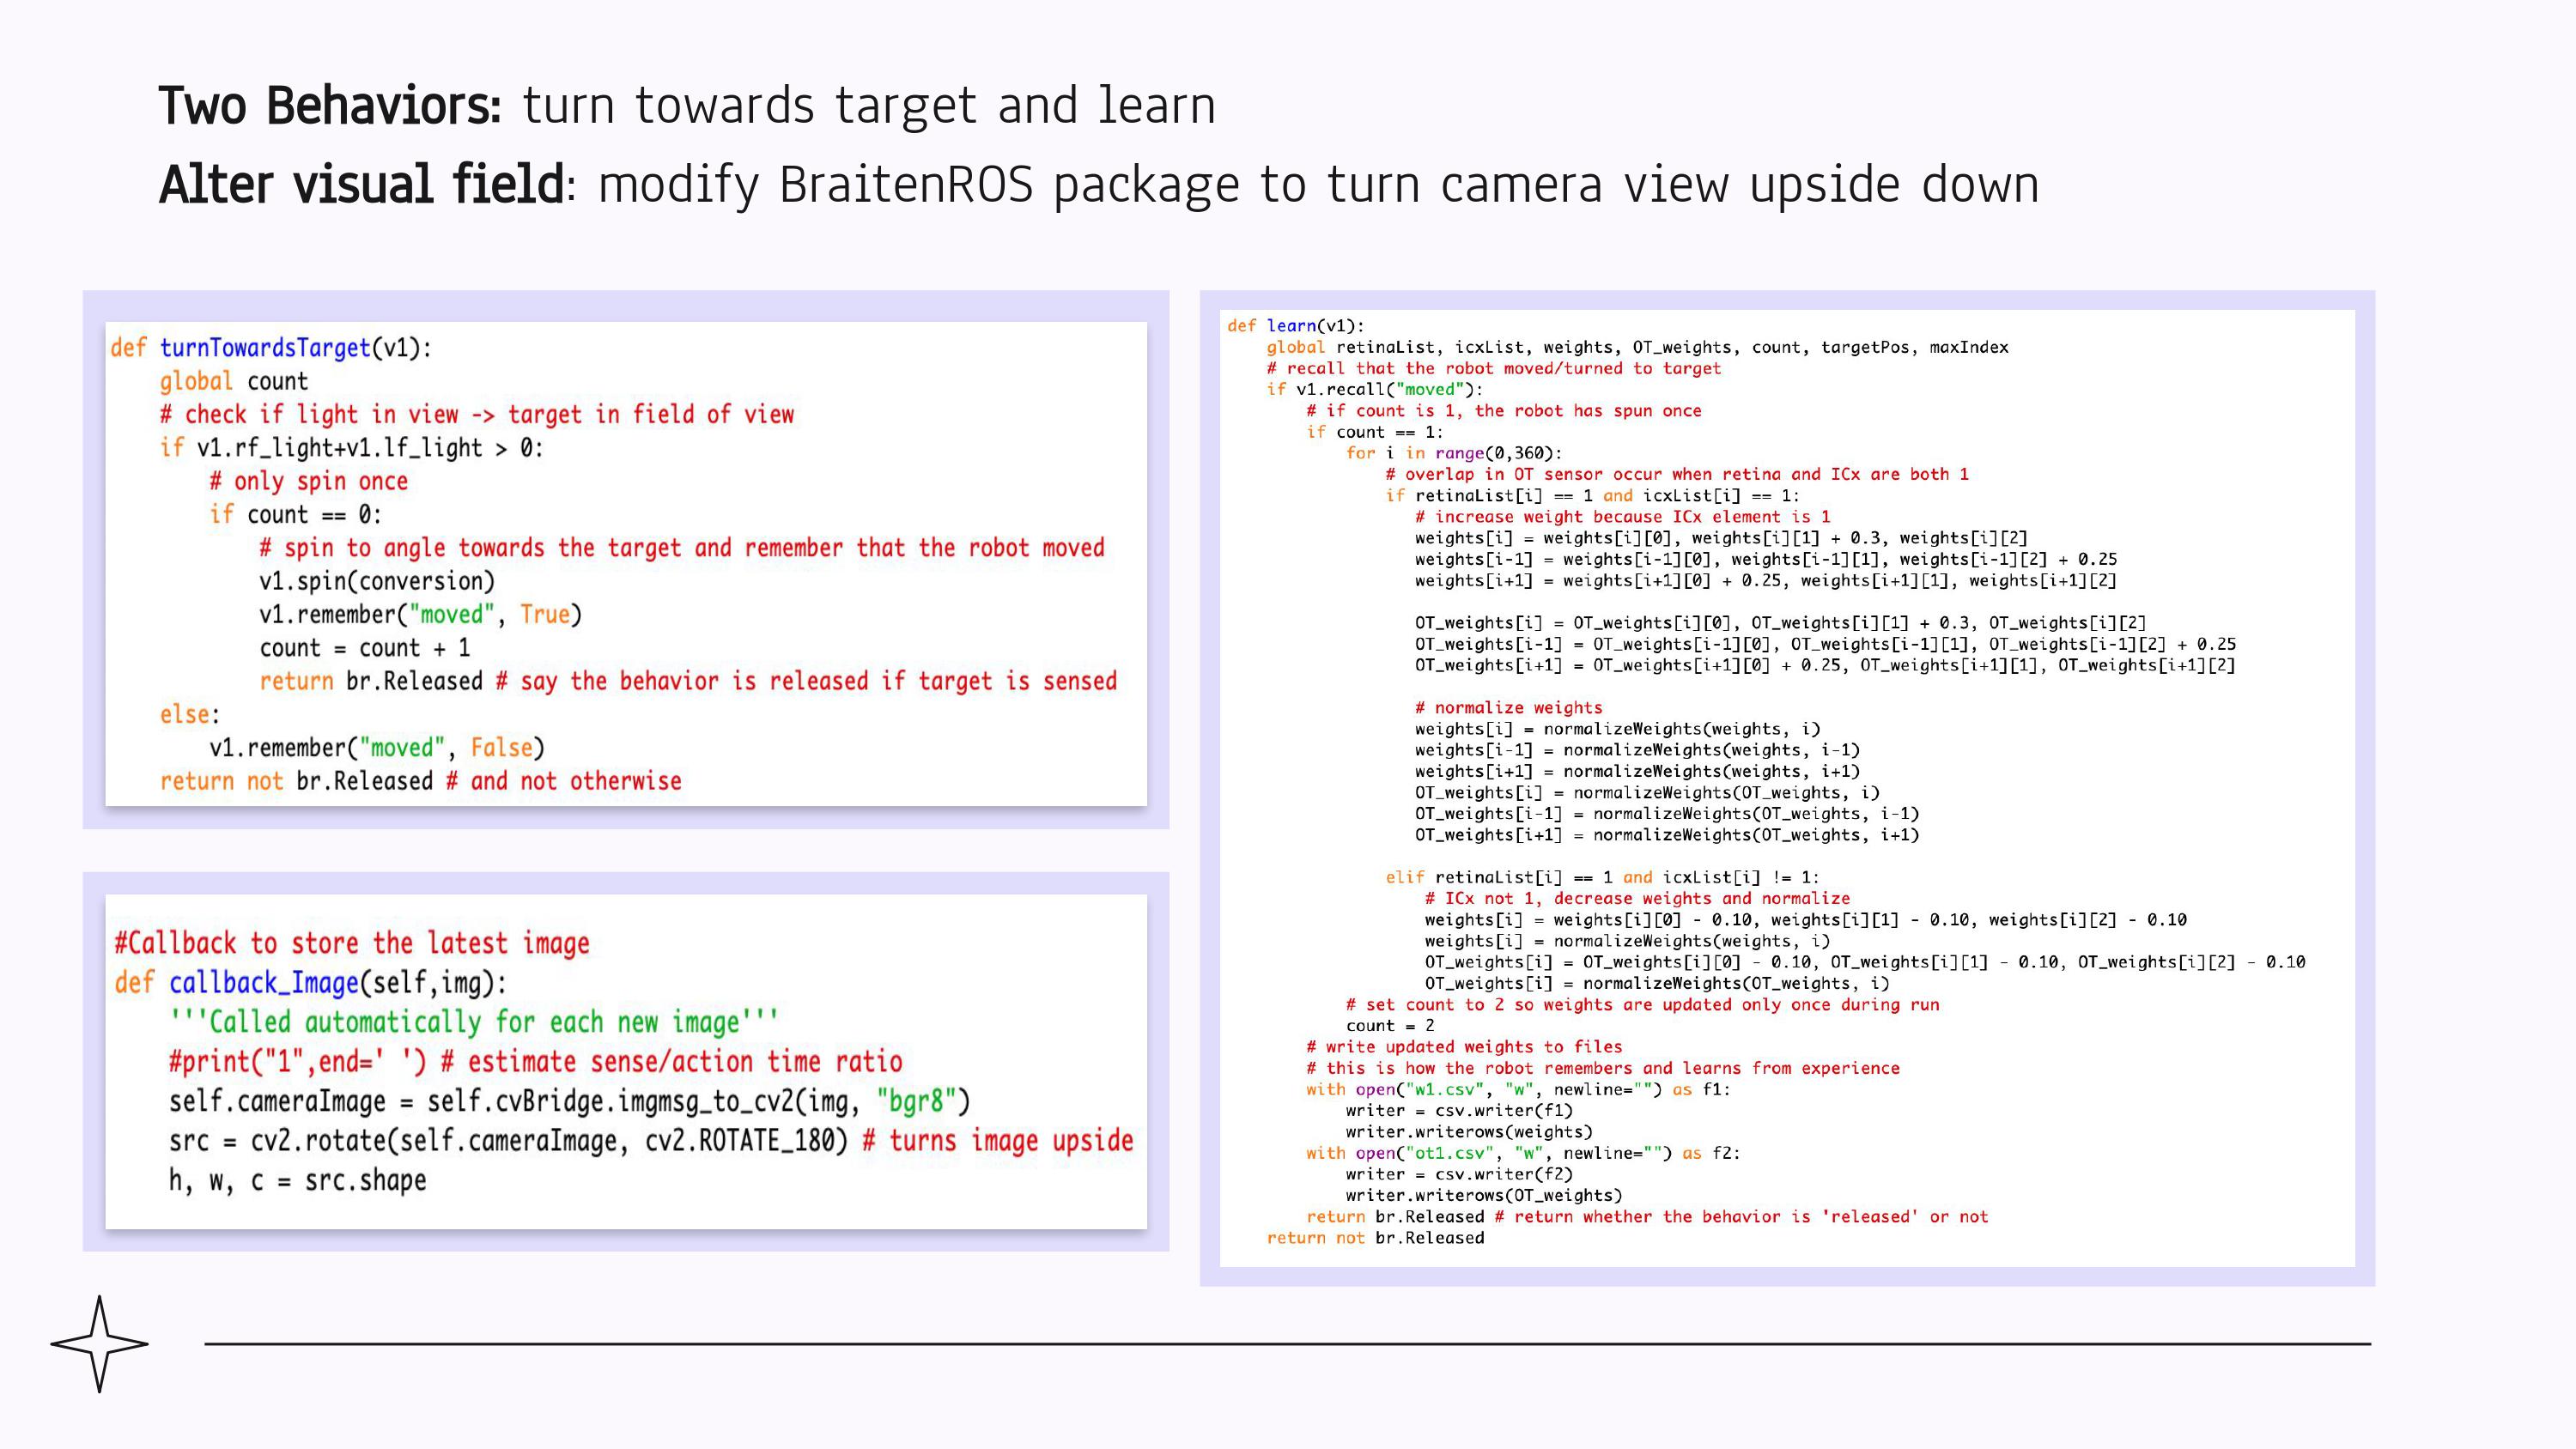 Two Behaviors: turn towards target and learn
Alter visual field: modify BraitenROS package to turn camera view upside down
def turnTowardsTarget(v1):
    global count
    # check if light in view -> target in field of view
    if v1.rf_light+v1.lf_light > 0:
        # only spin once
        if count == 0:
            # spin to angle towards the target and remember that the robot moved
            v1.spin(conversion)
            v1.remember("moved", True)
            count = count + 1
            return br.Released # say the behavior is released if target is sensed
    else:
        v1.remember("moved", False)
    return not br.Released # and not otherwise
#Callback to store the latest image
def callback_Image(self,img):
    '''Called automatically for each new image'''
    #print("1",end=' ') # estimate sense/action time ratio
    self.cameraImage = self.cvBridge.imgmsg_to_cv2(img, "bgr8")
    src = cv2.rotate(self.cameraImage, cv2.ROTATE_180) # turns image upside
    h, w, c = src.shape
def learn(v1):
    global retinaList, icxList, weights, OT_weights, count, targetPos, maxIndex
    # recall that the robot moved/turned to target
    if v1.recall("moved"):
        # if count is 1, the robot has spun once
        if count == 1:
            for i in range(0,360):
                # overlap in OT sensor occur when retina and ICx are both 1
                if retinaList[i] == 1 and icxList[i] == 1:
                   # increase weight because ICx element is 1
                   weights[i] = weights[i][0], weights[i][1] + 0.3, weights[i][2]
                   weights[i-1] = weights[i-1][0], weights[i-1][1], weights[i-1][2] + 0.25
                   weights[i+1] = weights[i+1][0] + 0.25, weights[i+1][1], weights[i+1][2]
                   OT_weights[i] = OT_weights[i][0], OT_weights[i][1] + 0.3, OT_weights[i][2]
                   OT_weights[i-1] = OT_weights[i-1][0], OT_weights[i-1][1], OT_weights[i-1][2] + 0.25
                   OT_weights[i+1] = OT_weights[i+1][0] + 0.25, OT_weights[i+1][1], OT_weights[i+1][2]
                   # normalize weights
                   weights[i] = normalizeWeights(weights, i)
                   weights[i-1] = normalizeWeights(weights, i-1)
                   weights[i+1] = normalizeWeights(weights, i+1)
                   OT_weights[i] = normalizeWeights(OT_weights, i)
                   OT_weights[i-1] = normalizeWeights(OT_weights, i-1)
                   OT_weights[i+1] = normalizeWeights(OT_weights, i+1)
                elif retinaList[i] == 1 and icxList[i] != 1:
                    # ICx not 1, decrease weights and normalize
                    weights[i] = weights[i][0] - 0.10, weights[i][1] - 0.10, weights[i][2] - 0.10
                    weights[i] = normalizeWeights(weights, i)
                    OT_weights[i] = OT_weights[i][0] - 0.10, OT_weights[i][1] - 0.10, OT_weights[i][2] - 0.10
                    OT_weights[i] = normalizeWeights(OT_weights, i)
            # set count to 2 so weights are updated only once during run
            count = 2
        # write updated weights to files
        # this is how the robot remembers and learns from experience
        with open("w1.csv", "w", newline="") as f1:
            writer = csv.writer(f1)
            writer.writerows(weights)
        with open("ot1.csv", "w", newline="") as f2:
            writer = csv.writer(f2)
            writer.writerows(OT_weights)
        return br.Released # return whether the behavior is 'released' or not
    return not br.Released